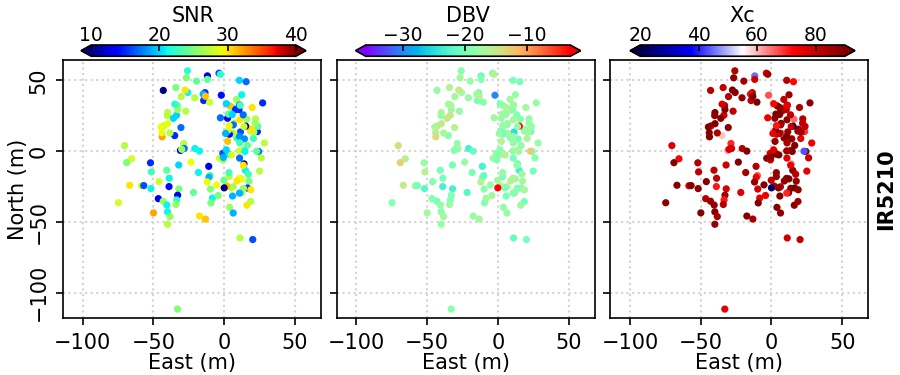 SNR DBV Xc
10 20 30 40 −30 −20 −10 20 40 60 80
North (m)
50
0
−50
−100
IR5210
−100 −50 0 50 −100 −50 0 50 −100 −50 0 50
East (m) East (m) East (m)